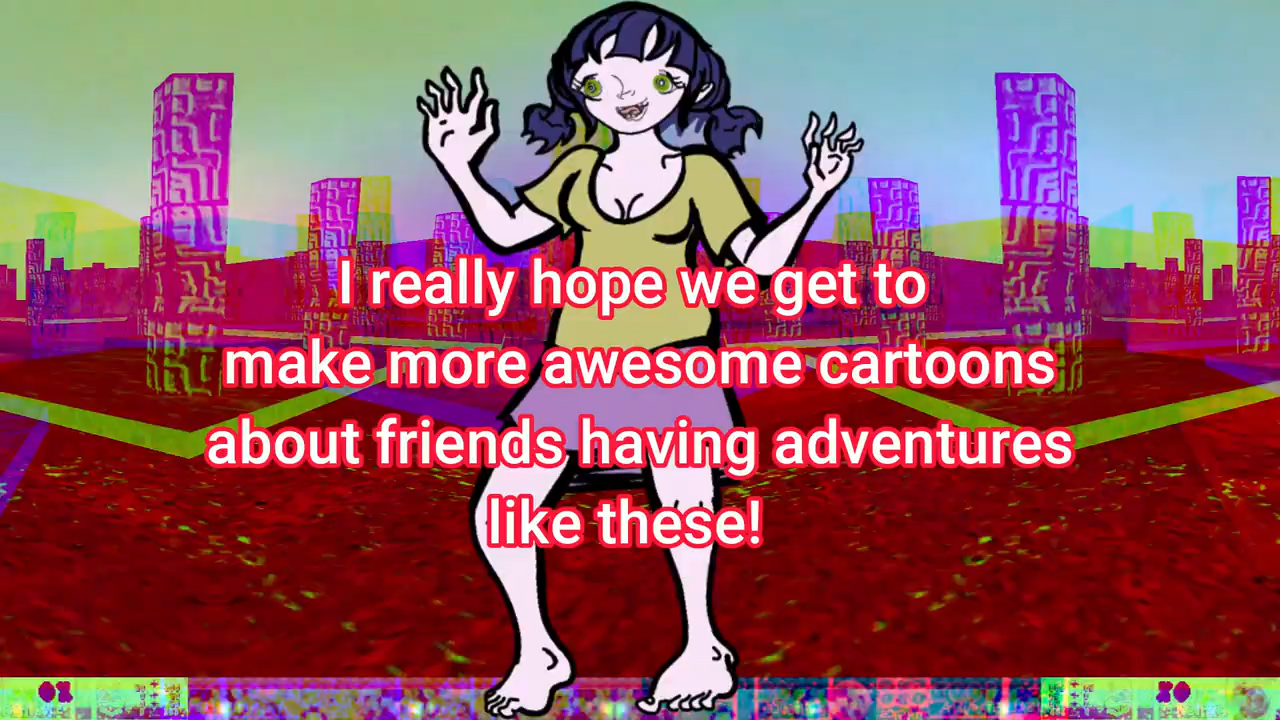 I really hope we get to
make more awesome cartoons
about friends having adventures
like these!